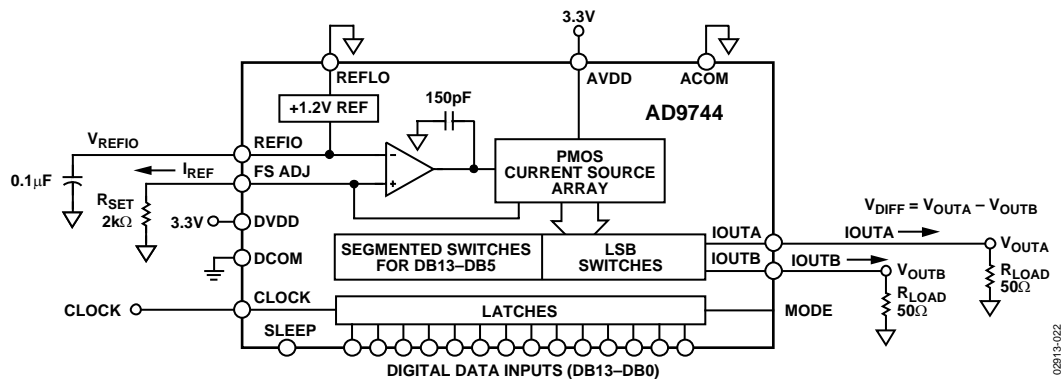 3.3V
REFLO
AVDD
ACOM
+1.2V REF
150pF
AD9744
V_REFIO
REFIO
0.1μF
I_REF
FS ADJ
PMOS
CURRENT SOURCE
ARRAY
R_SET
2kΩ
3.3V
DVDD
DCOM
V_DIFF = V_OUTA – V_OUTB
SEGMENTED SWITCHES
FOR DB13–DB5
LSB
SWITCHES
IOUTA
IOUTA
V_OUTA
IOUTB
IOUTB
V_OUTB
R_LOAD
50Ω
R_LOAD
50Ω
CLOCK
CLOCK
LATCHES
MODE
SLEEP
DIGITAL DATA INPUTS (DB13–DB0)
02913-022